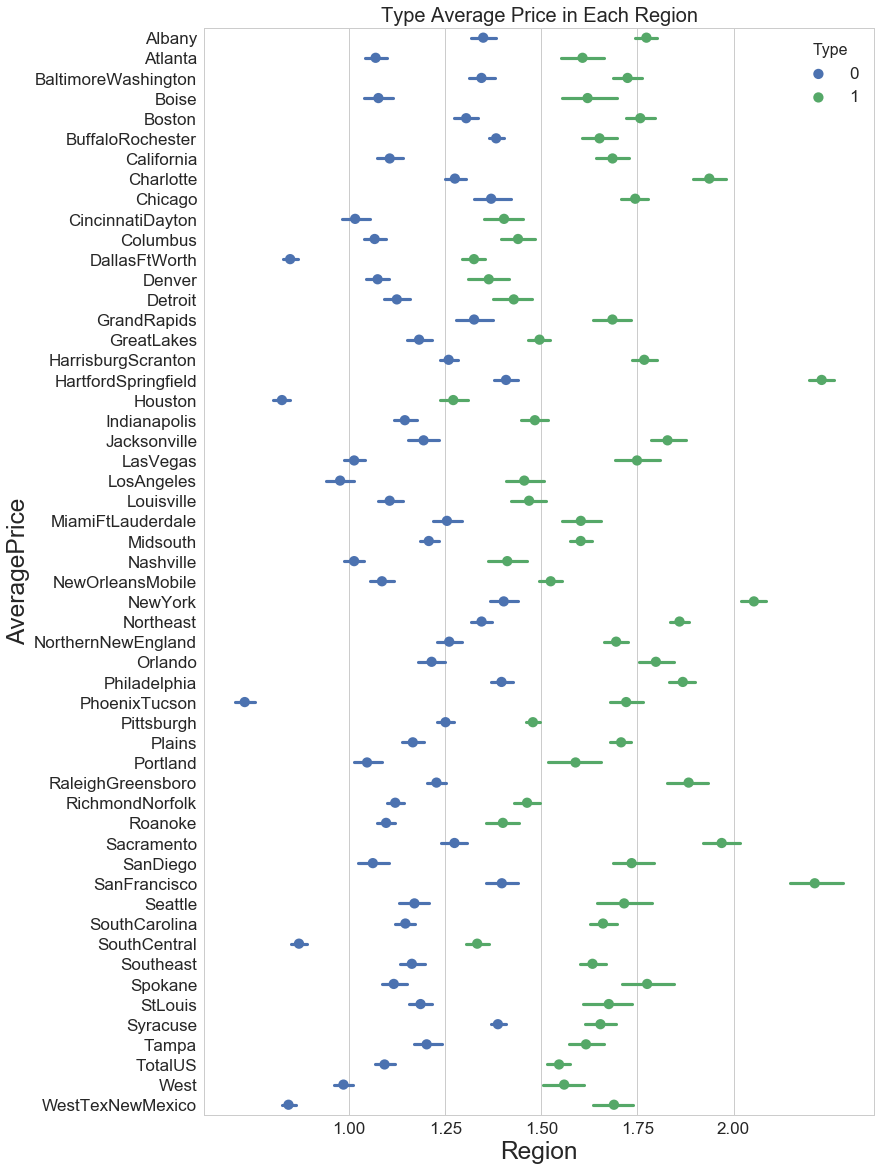 Type Average Price in Each Region
Type
0
1
Albany
Atlanta
BaltimoreWashington
Boise
Boston
BuffaloRochester
California
Charlotte
Chicago
CincinnatiDayton
Columbus
DallasFtWorth
Denver
Detroit
GrandRapids
GreatLakes
HarrisburgScranton
HartfordSpringfield
Houston
Indianapolis
Jacksonville
LasVegas
LosAngeles
Louisville
MiamiFtLauderdale
Midsouth
Nashville
NewOrleansMobile
NewYork
Northeast
NorthernNewEngland
Orlando
Philadelphia
PhoenixTucson
Pittsburgh
Plains
Portland
RaleighGreensboro
RichmondNorfolk
Roanoke
Sacramento
SanDiego
SanFrancisco
Seattle
SouthCarolina
SouthCentral
Southeast
Spokane
StLouis
Syracuse
Tampa
TotalUS
West
WestTexNewMexico
AveragePrice
1.00 1.25 1.50 1.75 2.00
Region